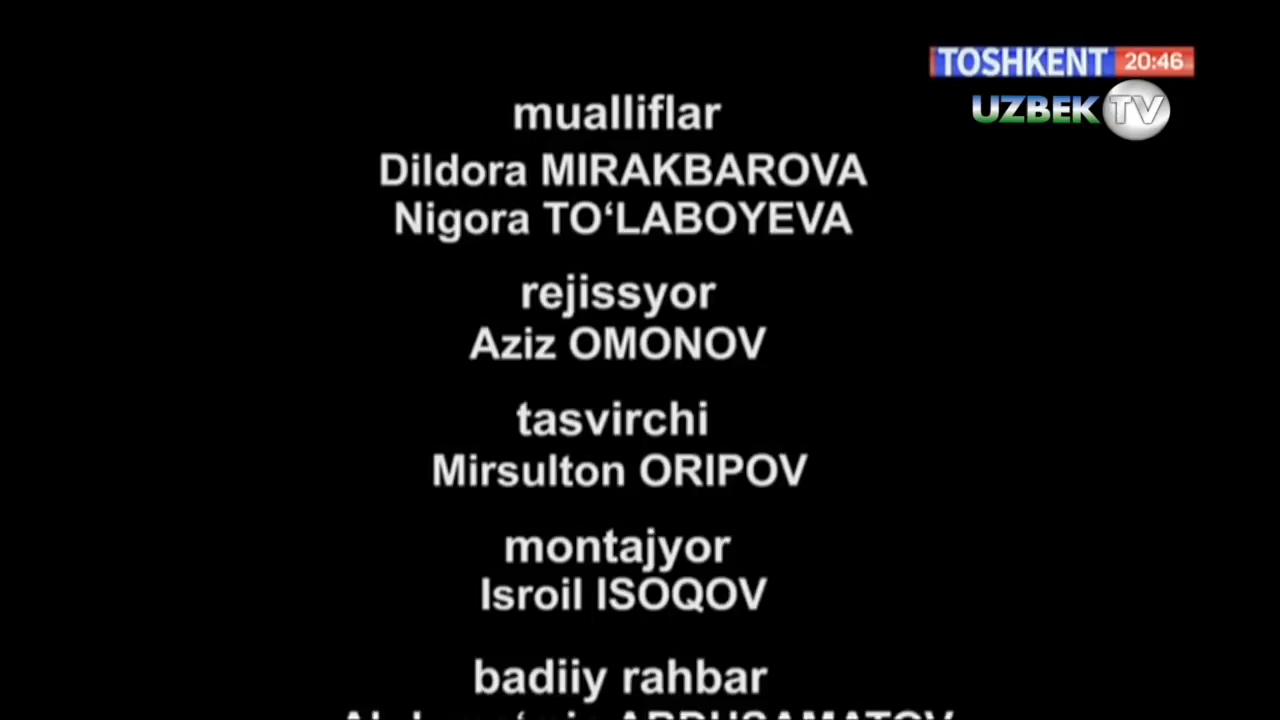 TOSHKENT 20:46
UZBEK TV
mualliflar
Dildora MIRAKBAROVA
Nigora TO‘LABOYEVA
rejissyor
Aziz OMONOV
tasvirchi
Mirsulton ORIPOV
montajyor
Isroil ISOQOV
badiiy rahbar
ABDUSAMATOV